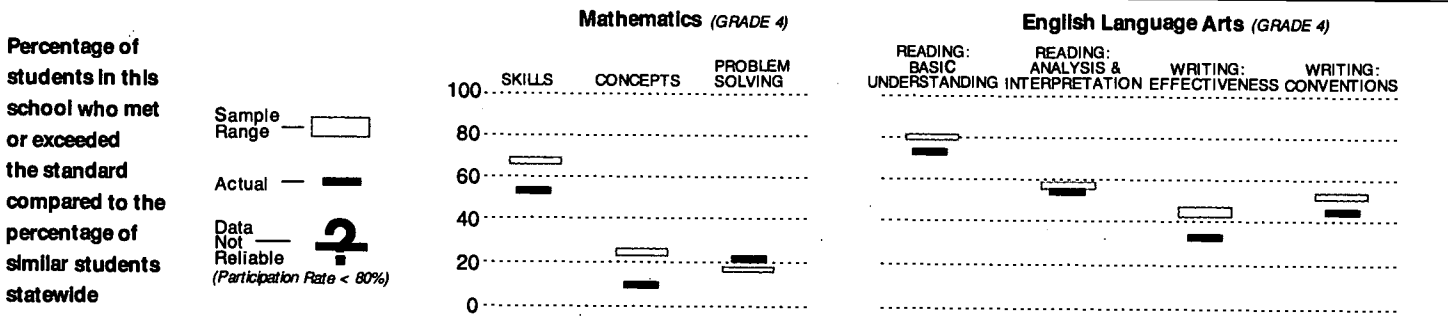 Percentage of
students in this
school who met
or exceeded
the standard
compared to the
percentage of
similar students
statewide
Sample
Range
Actual
Data
Not
Reliable
?
(Participation Rate < 80%)
Mathematics (GRADE 4)
SKILLS
CONCEPTS
PROBLEM
SOLVING
100
80
60
40
20
0
English Language Arts (GRADE 4)
READING:
BASIC
UNDERSTANDING
READING:
ANALYSIS &
INTERPRETATION
WRITING:
EFFECTIVENESS
WRITING:
CONVENTIONS